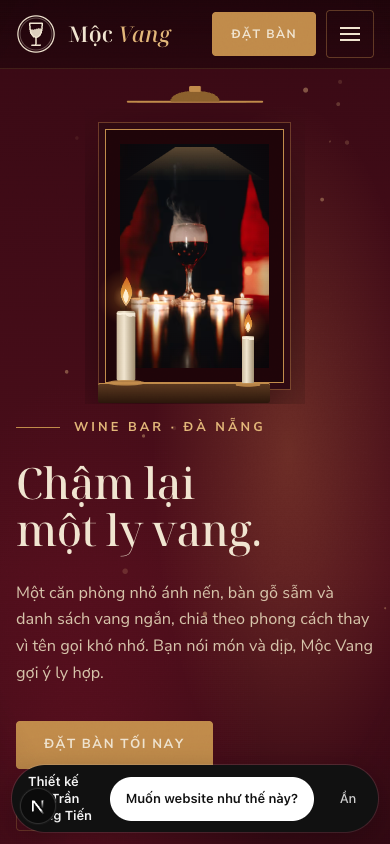 Mộc Vang
ĐẶT BÀN
WINE BAR · ĐÀ NẴNG
Chậm lại
một ly vang.
Một căn phòng nhỏ ánh nến, bàn gỗ sẫm và
danh sách vang ngắn, chia theo phong cách thay
vì tên gọi khó nhớ. Bạn nói món và dịp, Mộc Vang
gợi ý ly hợp.
ĐẶT BÀN TỐI NAY
Thiết kế
Trần
Tiến
N
Muốn website như thế này?
Ẩn